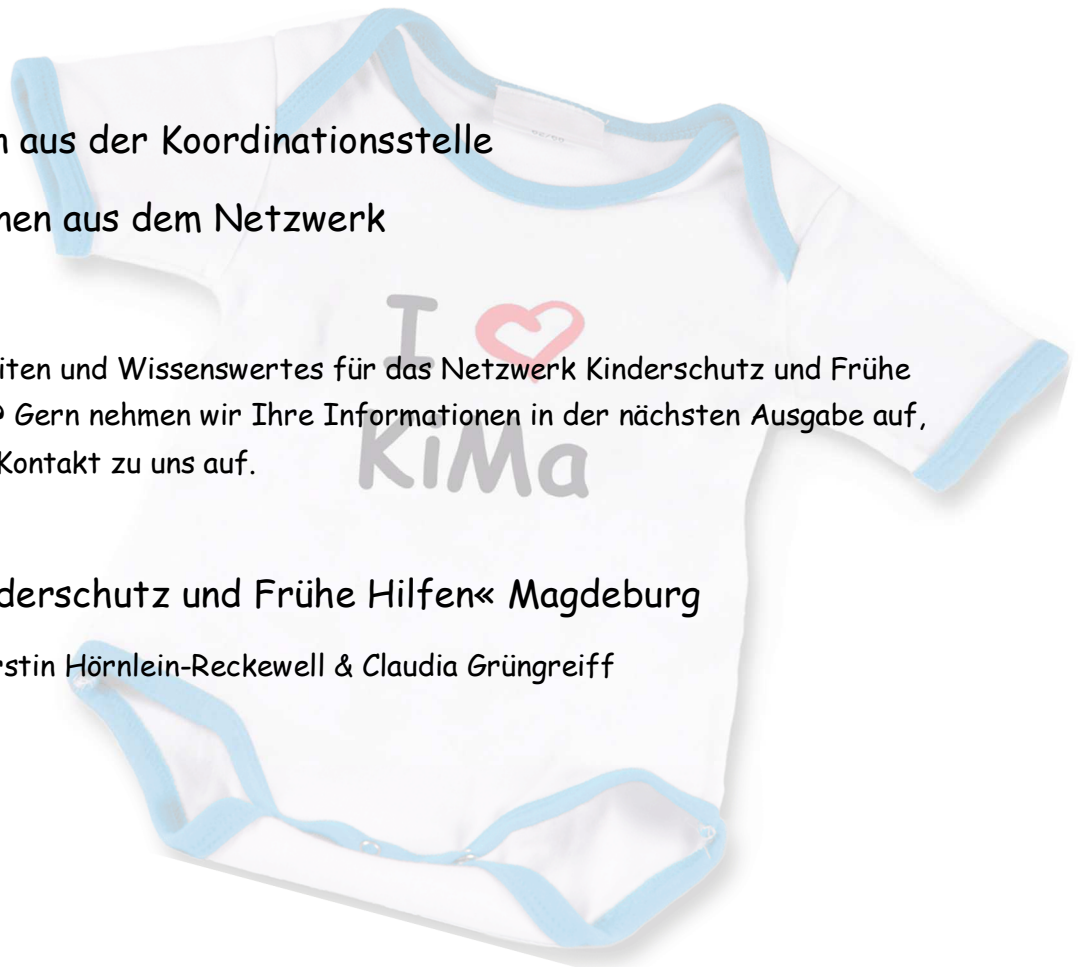 n aus der Koordinationsstelle
nen aus dem Netzwerk
I
iten und Wissenswertes für das Netzwerk Kinderschutz und Frühe
? Gern nehmen wir Ihre Informationen in der nächsten Ausgabe auf,
Kontakt zu uns auf.
KiMa
derschutz und Frühe Hilfen« Magdeburg
rstin Hörnlein-Reckewell & Claudia Grüngreiff